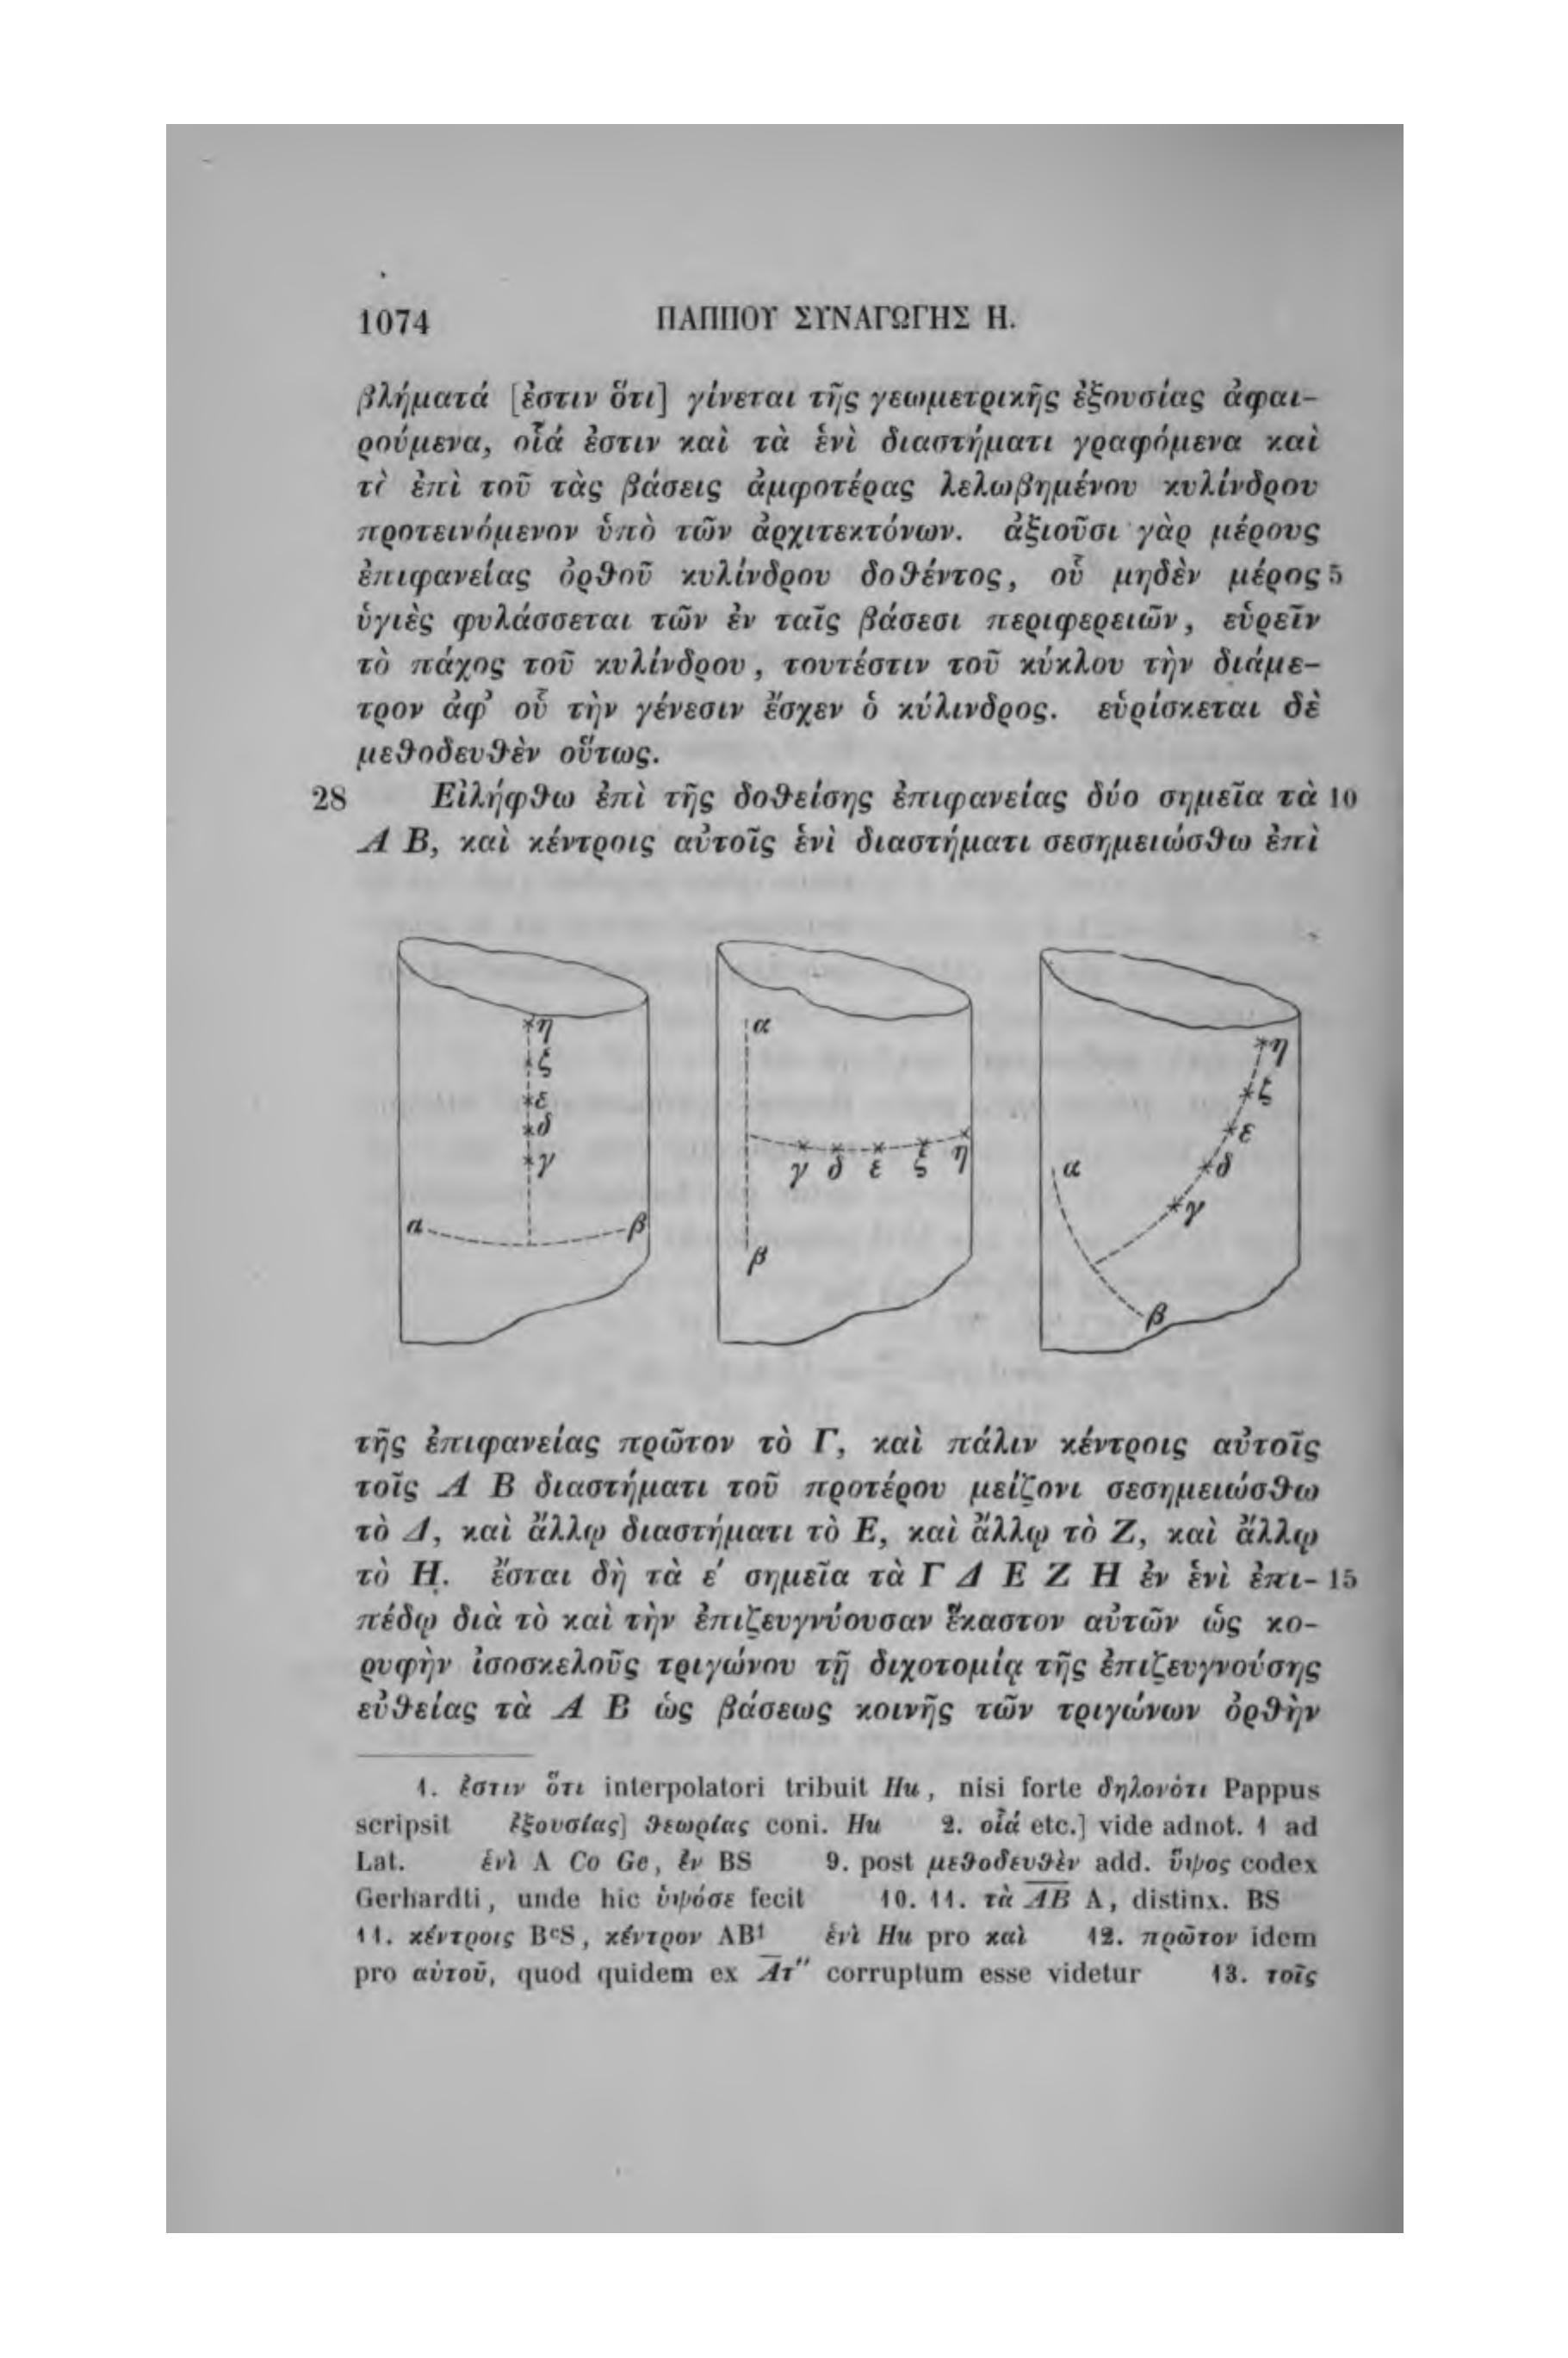 1074 ΠΑΠΠΟΥ ΣΥΝΑΓΩΓΗΣ Η.
βλήματά [ἐστιν ὅτι] γίνεται τῆς γεωμετρικῆς ἐξουσίας ἀφαι-
ρούμενα, οἷά ἐστιν καὶ τὰ ἑνὶ διαστήματι γραφόμενα καὶ
τὸ ἐπὶ τοῦ τὰς βάσεις ἀμφοτέρας λελωβημένου κυλίνδρου
προτεινόμενον ὑπὸ τῶν ἀρχιτεκτόνων. ἀξιοῦσι γὰρ μέρους
ἐπιφανείας ὀρθοῦ κυλίνδρου δοθέντος, οὗ μηδὲν μέρος 5
ὑγιὲς φυλάσσεται τῶν ἐν ταῖς βάσεσι περιφερειῶν, εὑρεῖν
τὸ πάχος τοῦ κυλίνδρου, τουτέστιν τοῦ κύκλου τὴν διάμε-
τρον ἀφ' οὗ τὴν γένεσιν ἔσχεν ὁ κύλινδρος. εὑρίσκεται δὲ
μεθοδευθὲν οὕτως.
28 Εἰλήφθω ἐπὶ τῆς δοθείσης ἐπιφανείας δύο σημεῖα τὰ 10
Α Β, καὶ κέντροις αὐτοῖς ἑνὶ διαστήματι σεσημειώσθω ἐπὶ
η
ζ
ε
δ
γ
α β
α
γ δ ε ζ η
β
η
ζ
ε
α δ
γ
β
τῆς ἐπιφανείας πρῶτον τὸ Γ, καὶ πάλιν κέντροις αὐτοῖς
τοῖς Α Β διαστήματι τοῦ προτέρου μείζονι σεσημειώσθω
τὸ Δ, καὶ ἄλλῳ διαστήματι τὸ Ε, καὶ ἄλλῳ τὸ Ζ, καὶ ἄλλῳ
τὸ Η. ἔσται δὴ τὰ ε' σημεῖα τὰ Γ Δ Ε Ζ Η ἐν ἑνὶ ἐπι- 15
πέδῳ διὰ τὸ καὶ τὴν ἐπιζευγνύουσαν ἕκαστον αὐτῶν ὡς κο-
ρυφὴν ἰσοσκελοῦς τριγώνου τῇ διχοτομίᾳ τῆς ἐπιζευγνούσης
εὐθείας τὰ Α Β ὡς βάσεως κοινῆς τῶν τριγώνων ὀρθὴν
1. ἐστιν ὅτι interpolatori tribuit Hu, nisi forte δηλονότι Pappus
scripsit ἐξουσίας] θεωρίας coni. Hu 2. οἷά etc.] vide adnot. 1 ad
Lat. ἑνὶ A Co Ge, ἐν BS 9. post μεθοδευθὲν add. ὕψος codex
Gerhardti, unde hic ὑψόσε fecit 10. 11. τὰ ΑΒ A, distinx. BS
11. κέντροις BᶜS, κέντρον AB¹ ἑνὶ Hu pro καὶ 12. πρῶτον idem
pro αὐτοῦ, quod quidem ex Ατ'' corruptum esse videtur 13. τοῖς